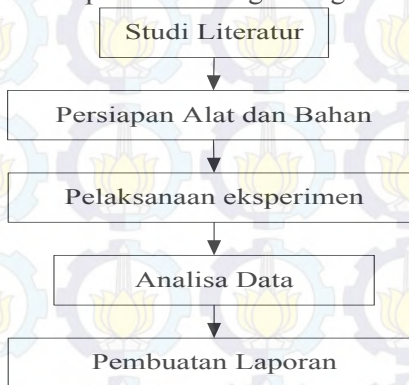 Studi Literatur
Persiapan Alat dan Bahan
Pelaksanaan eksperimen
Analisa Data
Pembuatan Laporan